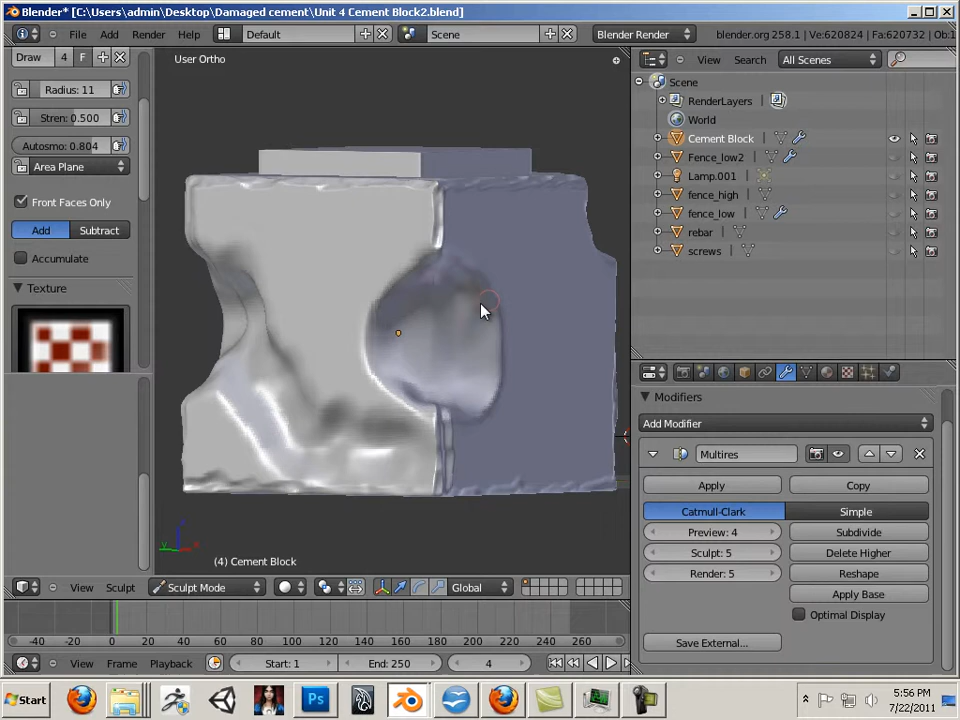 Blender* [C:\Users\admin\Desktop\Damaged cement\Unit 4 Cement Block2.blend]
File Add Render Help Default Scene Blender Render blender.org 258.1 Ve:620824 | Fa:620732 | Ob:1
Draw 4 F
Radius: 11
Stren: 0.500
Autosmo: 0.804
Area Plane
Front Faces Only
Add Subtract
Accumulate
Texture
User Ortho
(4) Cement Block
View Search All Scenes
Scene
RenderLayers
World
Cement Block
Fence_low2
Lamp.001
fence_high
fence_low
rebar
screws
Modifiers
Add Modifier
Multires
Apply Copy
Catmull-Clark Simple
Preview: 4 Subdivide
Sculpt: 5 Delete Higher
Render: 5 Reshape
Apply Base
Optimal Display
Save External...
View Sculpt Sculpt Mode Global
-40 -20 0 20 40 60 80 100 120 140 160 180 200 220 240 260
View Frame Playback Start: 1 End: 250 4
Start Ps 5:56 PM
7/22/2011